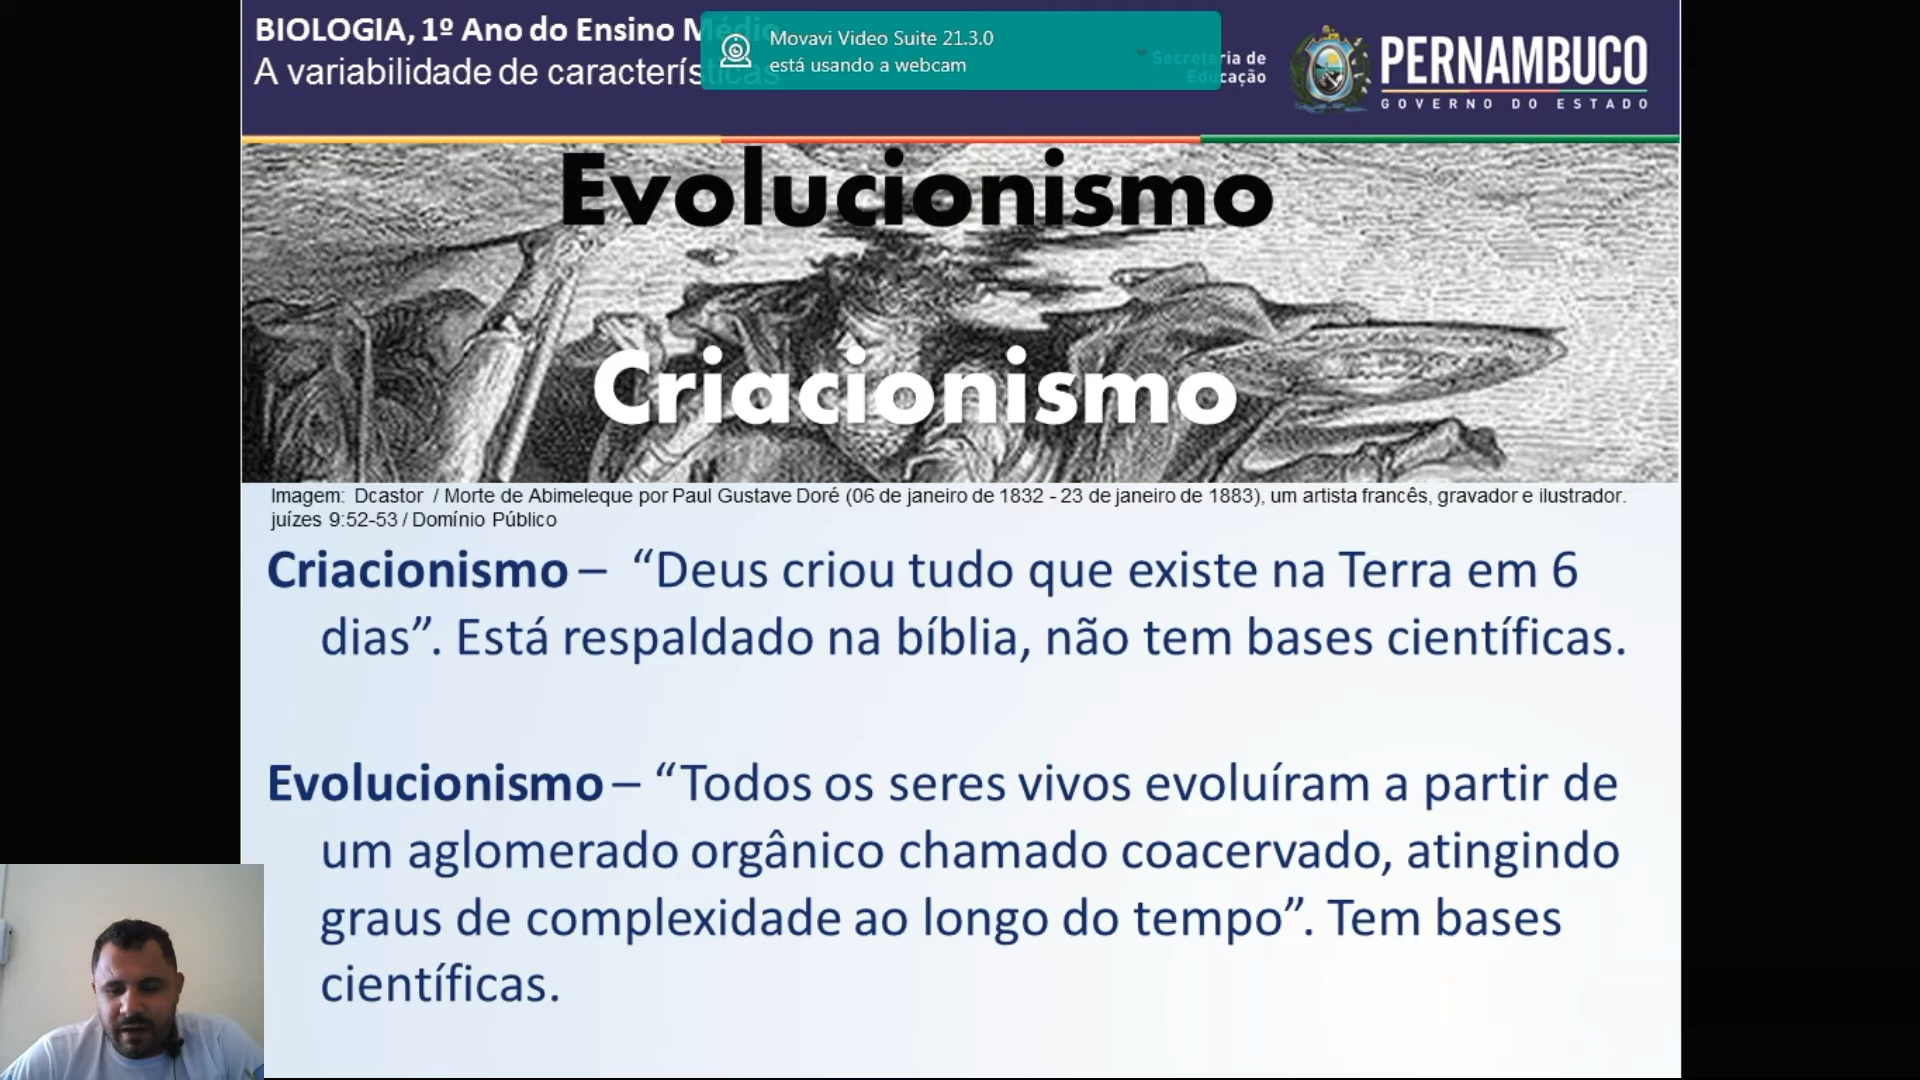 BIOLOGIA, 1º Ano do Ensino Médio
A variabilidade de características
Movavi Video Suite 21.3.0
está usando a webcam
Secretaria de
Educação
PERNAMBUCO
GOVERNO DO ESTADO
Evolucionismo
Criacionismo
Imagem: Dcastor / Morte de Abimeleque por Paul Gustave Doré (06 de janeiro de 1832 - 23 de janeiro de 1883), um artista francês, gravador e ilustrador.
juízes 9:52-53 / Domínio Público
Criacionismo – “Deus criou tudo que existe na Terra em 6
dias”. Está respaldado na bíblia, não tem bases científicas.
Evolucionismo – “Todos os seres vivos evoluíram a partir de
um aglomerado orgânico chamado coacervado, atingindo
graus de complexidade ao longo do tempo”. Tem bases
científicas.